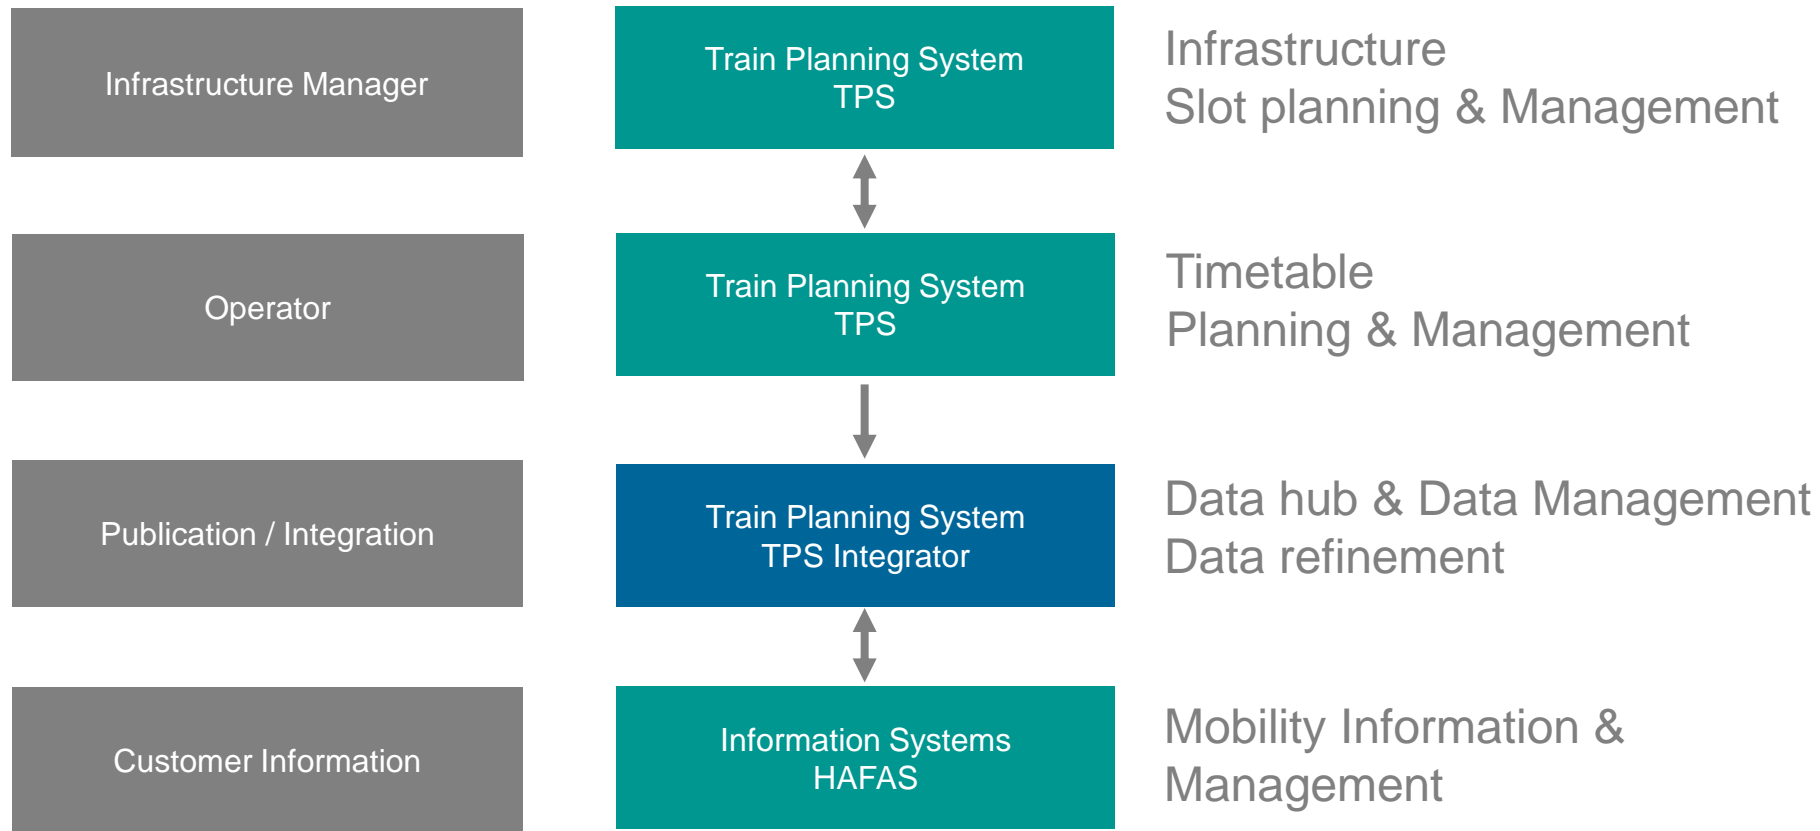 Infrastructure Manager
Train Planning System
TPS
Infrastructure
Slot planning & Management
Operator
Train Planning System
TPS
Timetable
Planning & Management
Publication / Integration
Train Planning System
TPS Integrator
Data hub & Data Management
Data refinement
Customer Information
Information Systems
HAFAS
Mobility Information &
Management